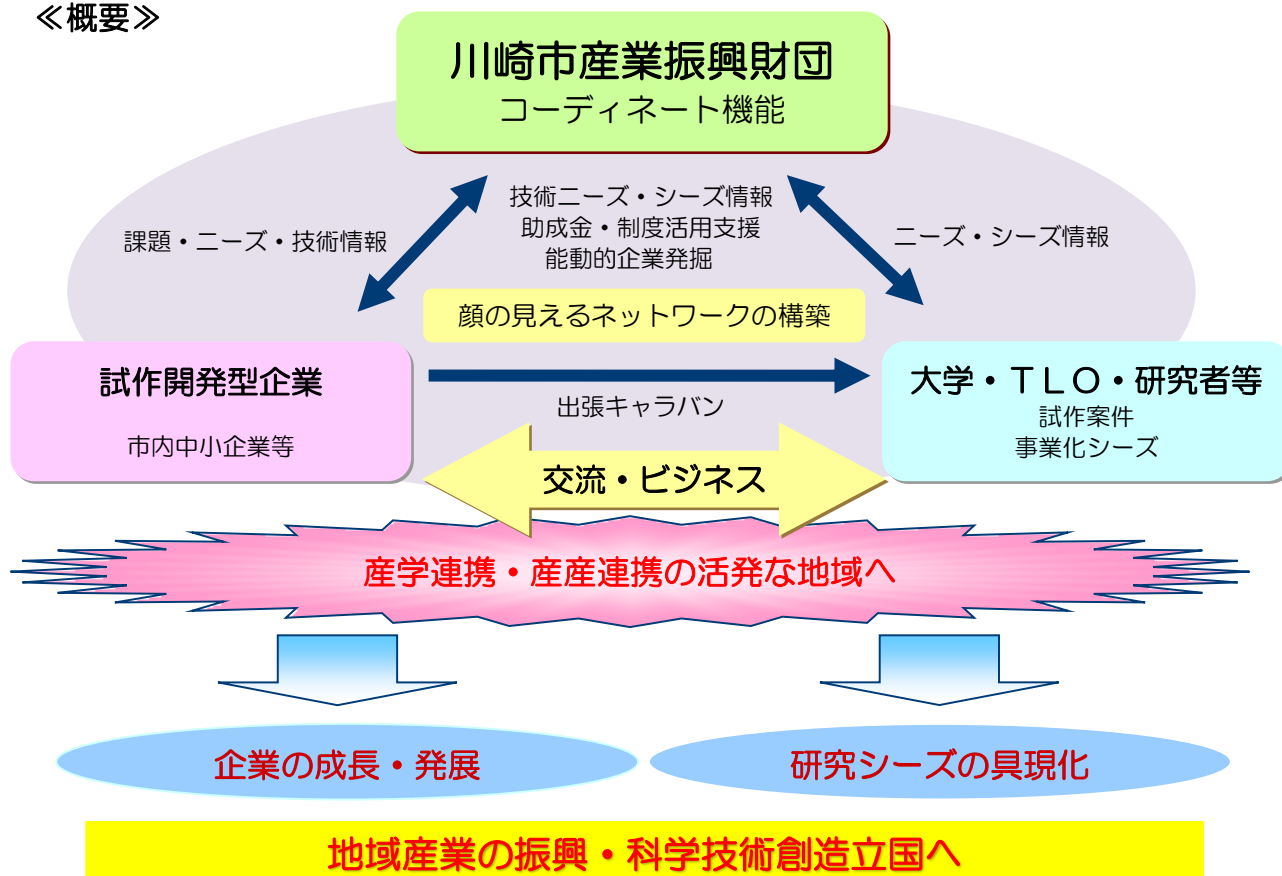 ≪概要≫
川崎市産業振興財団
コーディネート機能
技術ニーズ・シーズ情報
助成金・制度活用支援
能動的企業発掘
課題・ニーズ・技術情報
ニーズ・シーズ情報
顔の見えるネットワークの構築
試作開発型企業
市内中小企業等
出張キャラバン
大学・ＴＬＯ・研究者等
試作案件
事業化シーズ
交流・ビジネス
産学連携・産産連携の活発な地域へ
企業の成長・発展
研究シーズの具現化
地域産業の振興・科学技術創造立国へ